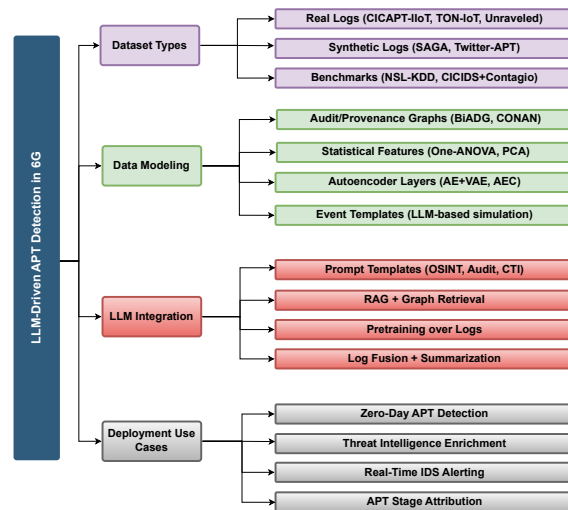 LLM-Driven APT Detection in 6G
Dataset Types
Real Logs (CICAPT-IIoT, TON-IoT, Unraveled)
Synthetic Logs (SAGA, Twitter-APT)
Benchmarks (NSL-KDD, CICIDS+Contagio)
Data Modeling
Audit/Provenance Graphs (BiADG, CONAN)
Statistical Features (One-ANOVA, PCA)
Autoencoder Layers (AE+VAE, AEC)
Event Templates (LLM-based simulation)
LLM Integration
Prompt Templates (OSINT, Audit, CTI)
RAG + Graph Retrieval
Pretraining over Logs
Log Fusion + Summarization
Deployment Use
Cases
Zero-Day APT Detection
Threat Intelligence Enrichment
Real-Time IDS Alerting
APT Stage Attribution